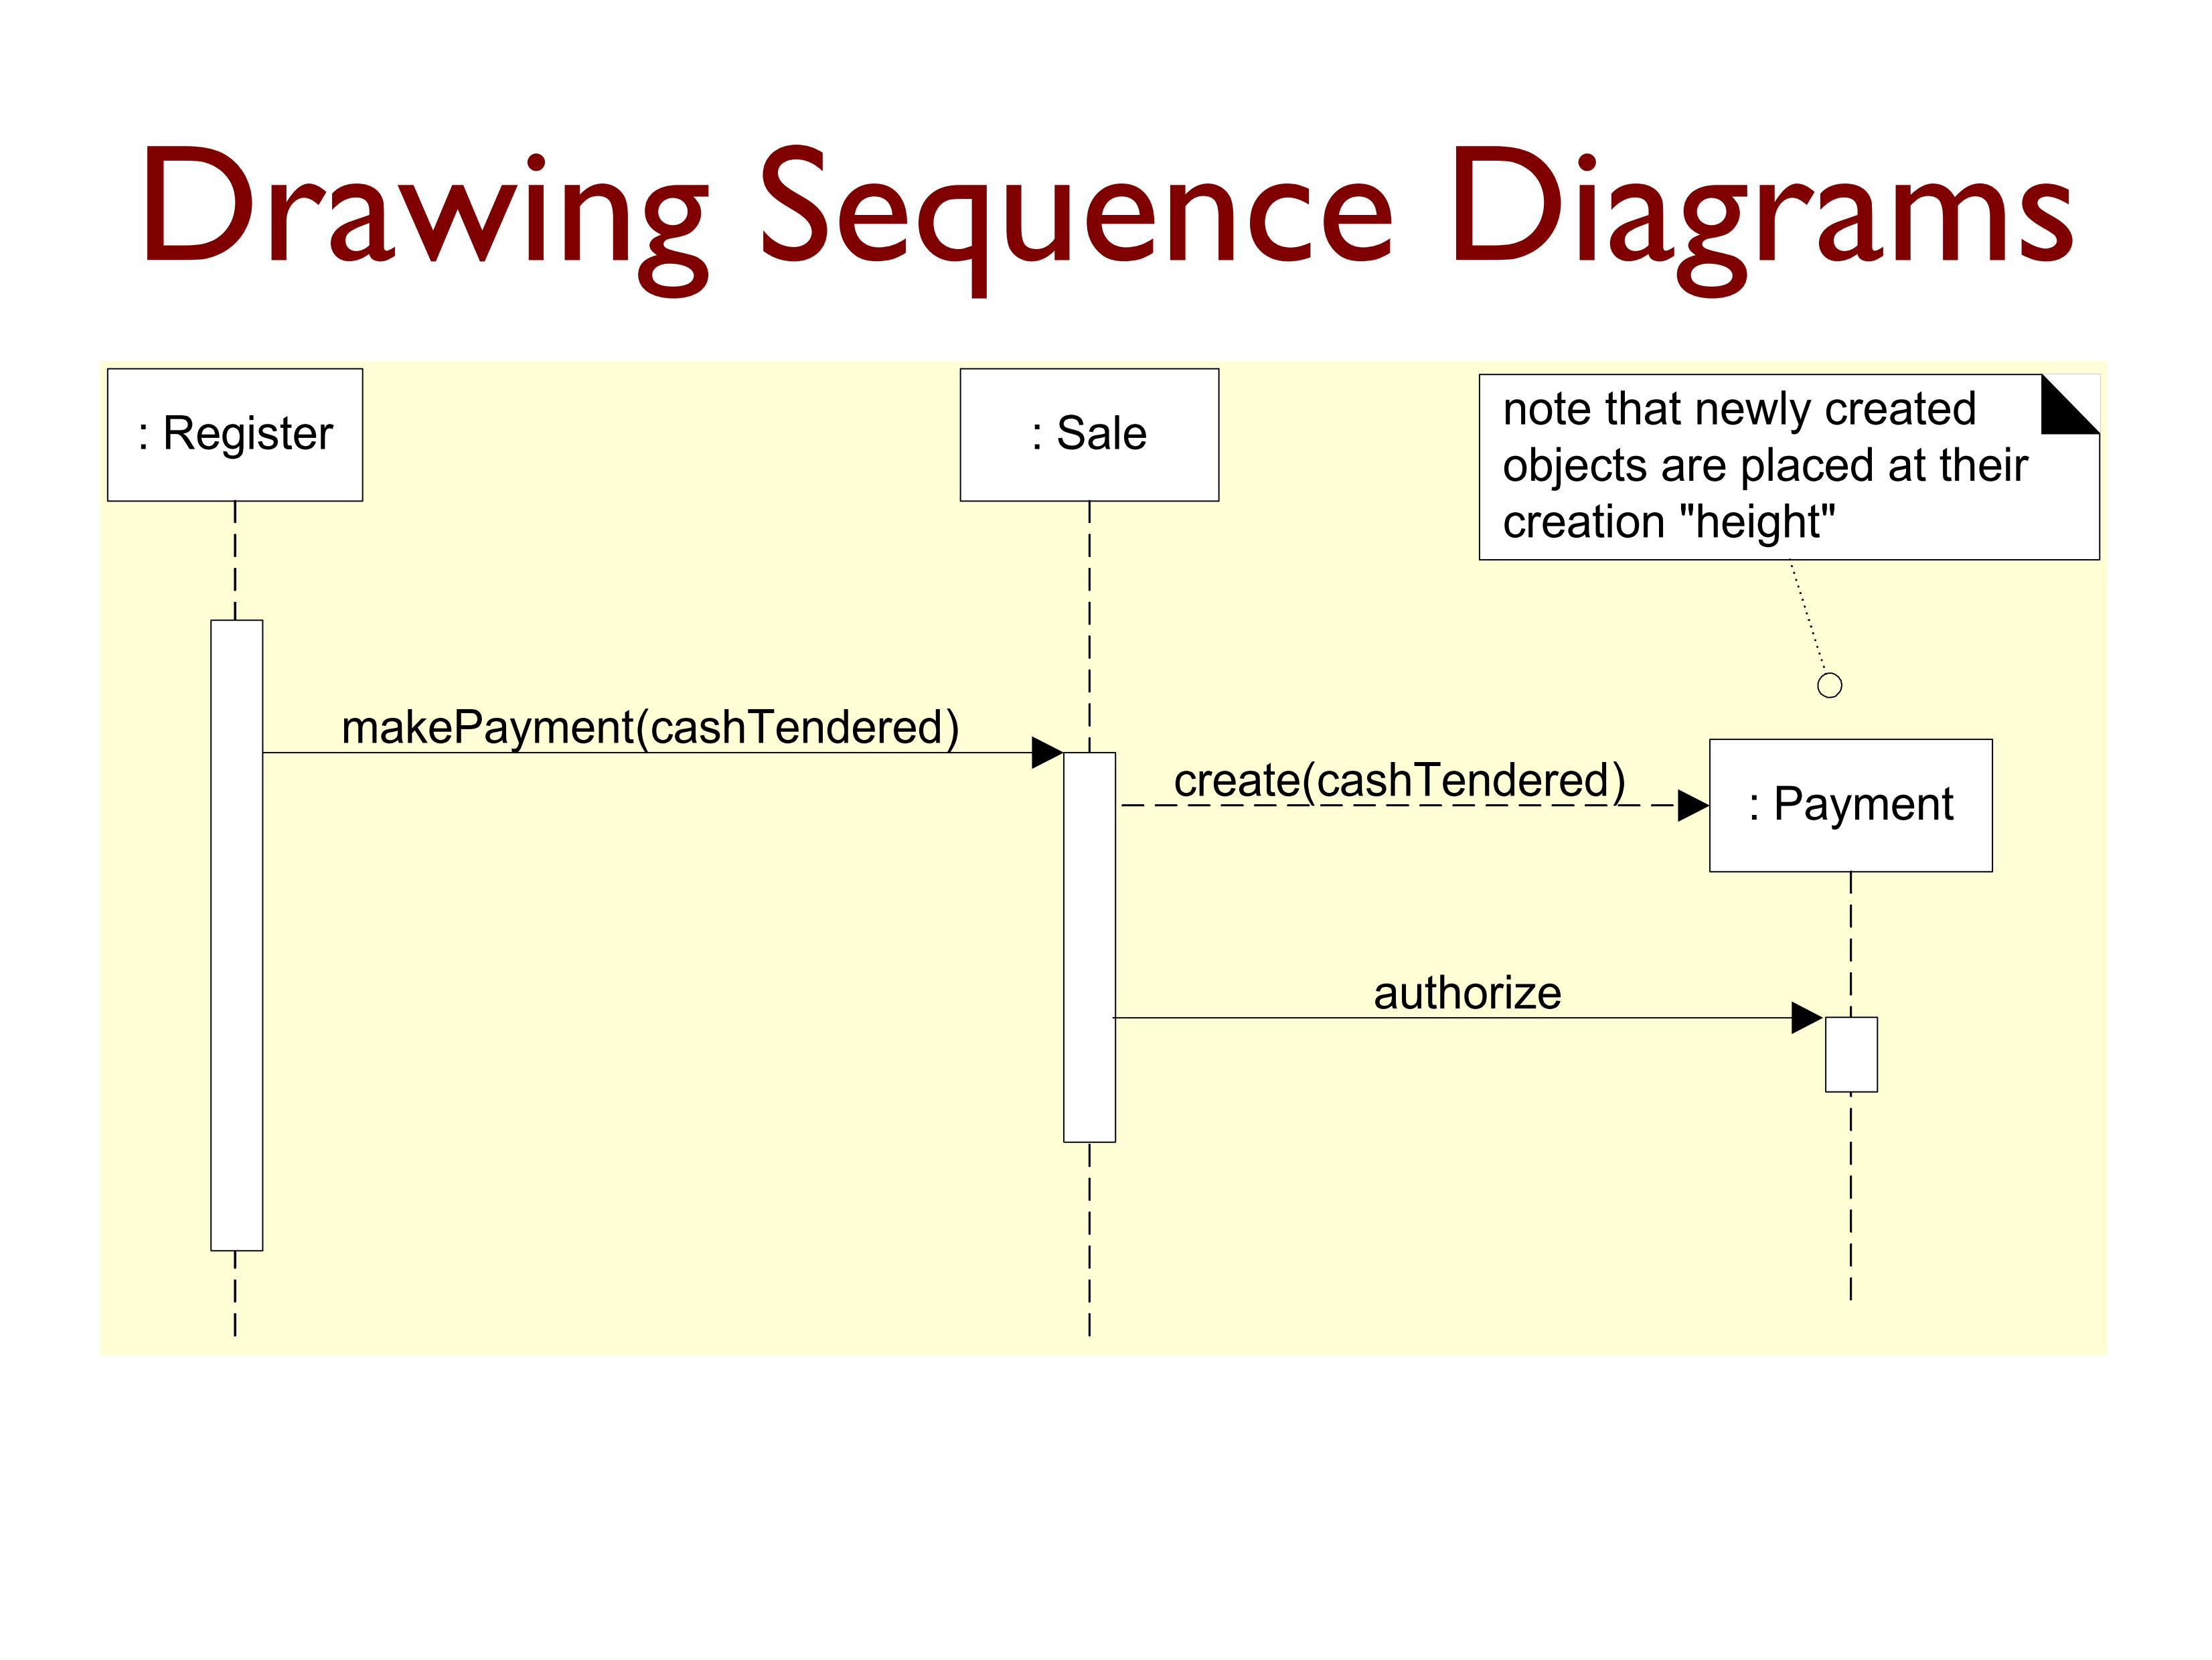 Drawing Sequence Diagrams
: Register
: Sale
note that newly created
objects are placed at their
creation "height"
makePayment(cashTendered)
create(cashTendered)
: Payment
authorize